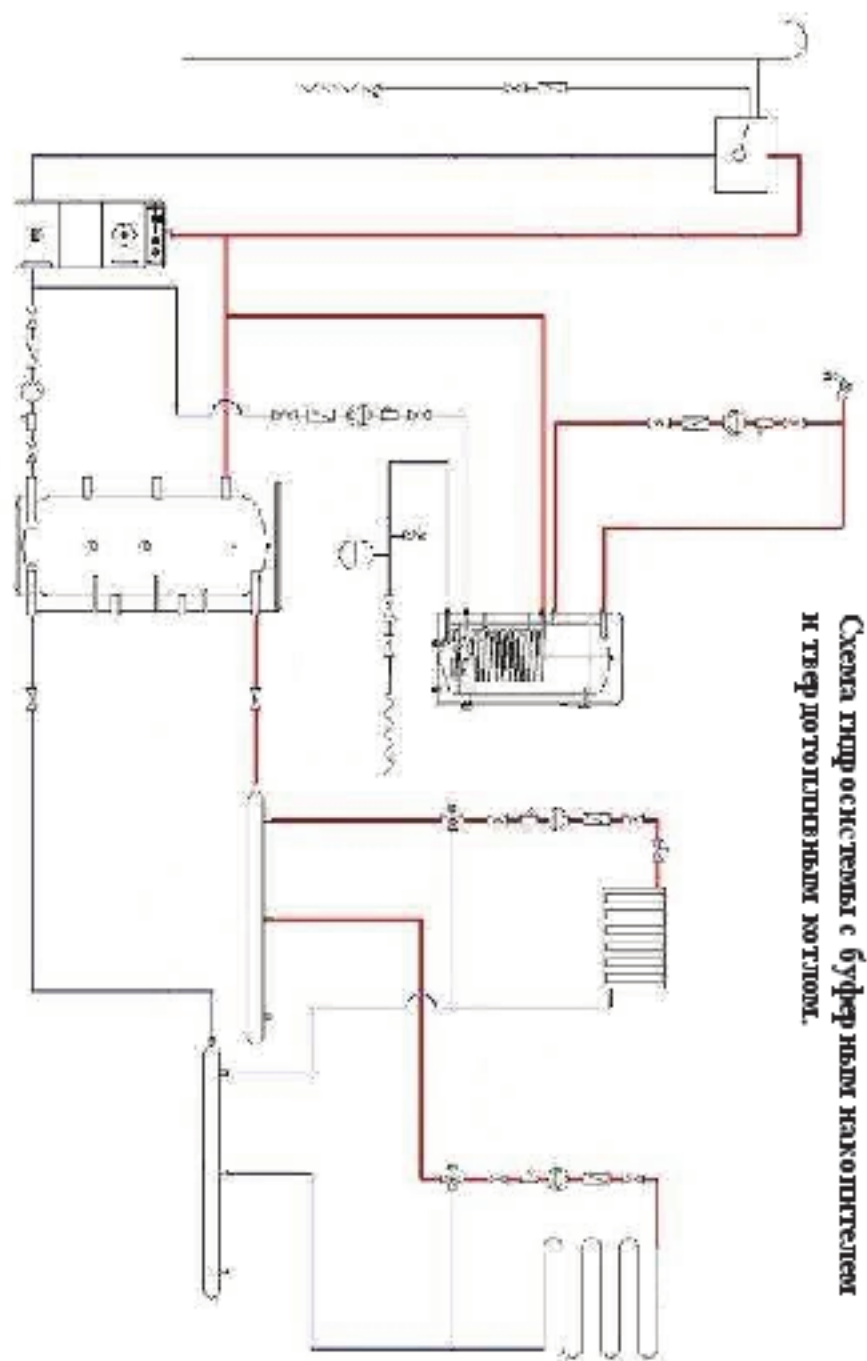 Схема гидросистемы с буферным накопителем
и твердотопливным котлом.